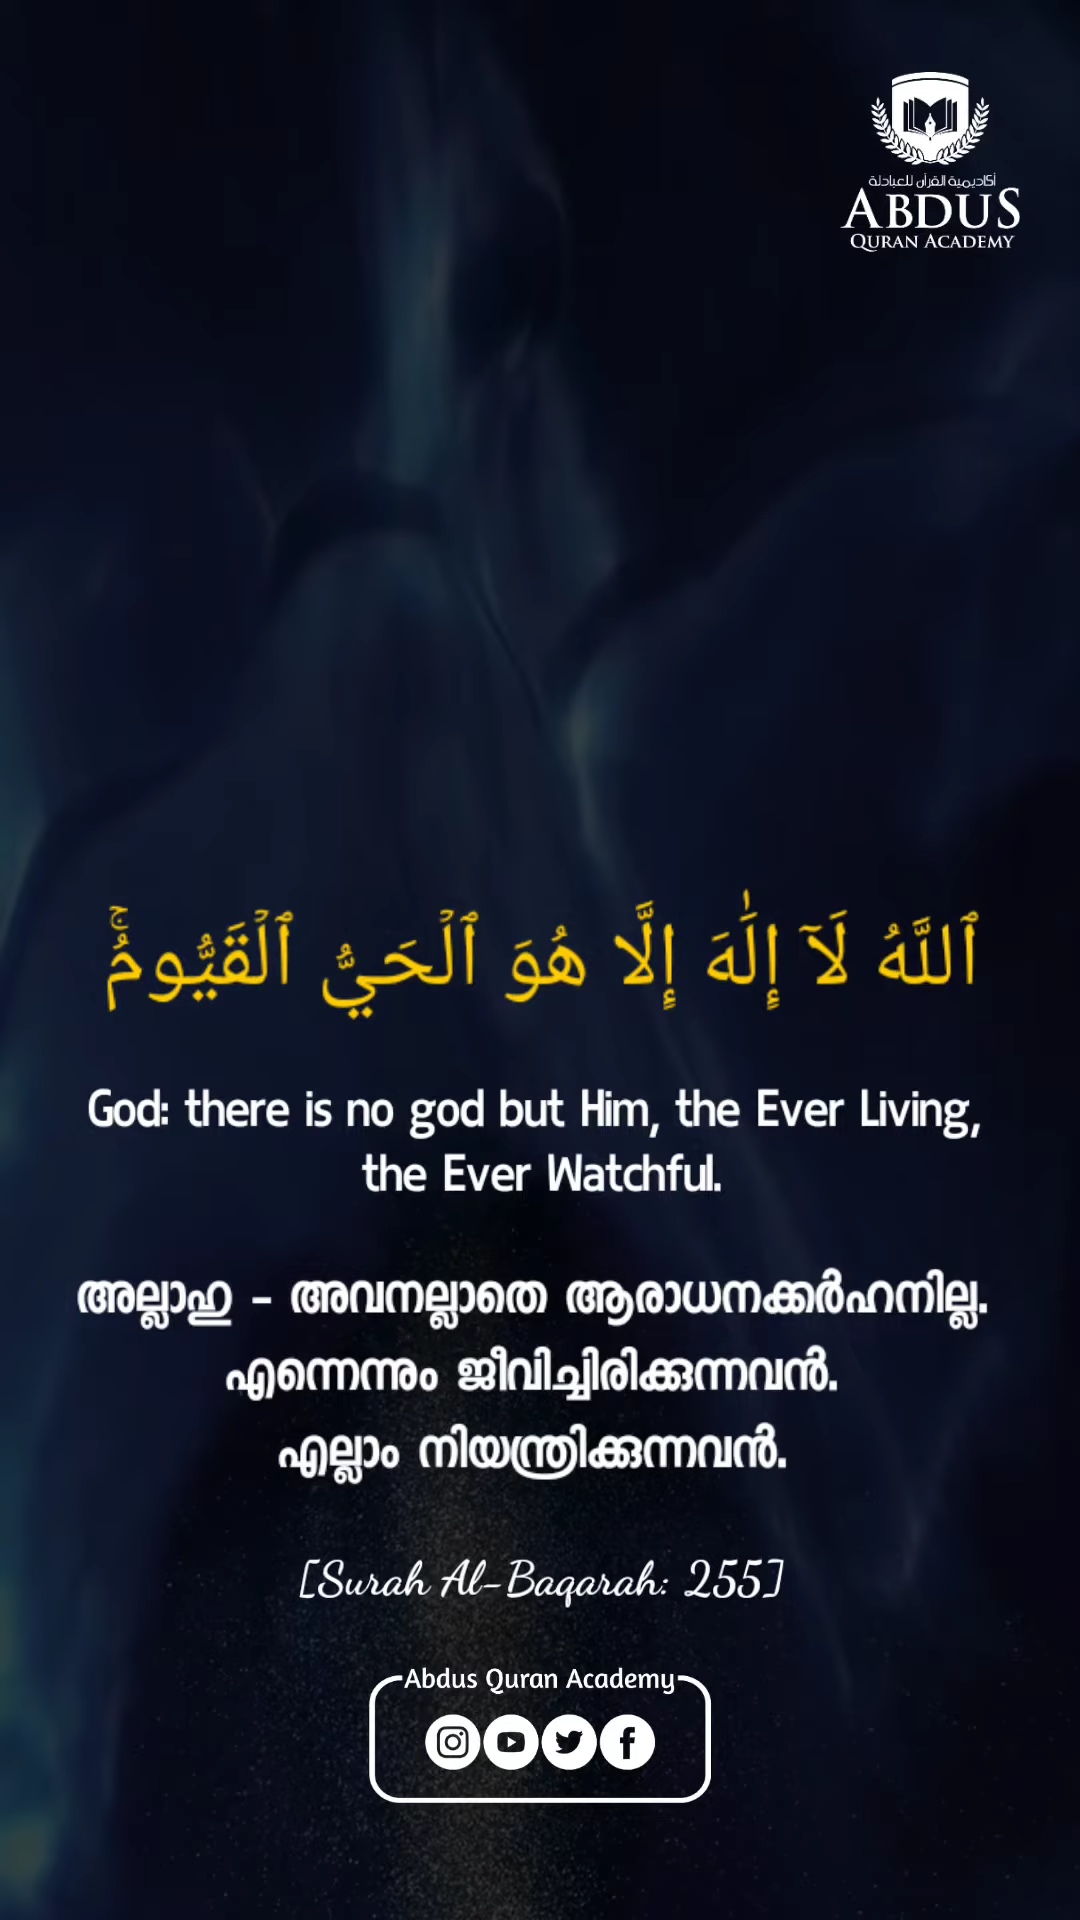 أكاديمية القرآن للعبادلة
ABDUS
QURAN ACADEMY
ٱللَّهُ لَآ إِلَٰهَ إِلَّا هُوَ ٱلْحَيُّ ٱلْقَيُّومُ ۚ
God: there is no god but Him, the Ever Living,
the Ever Watchful.
അല്ലാഹു - അവനല്ലാതെ ആരാധനക്കർഹനില്ല.
എന്നെന്നും ജീവിച്ചിരിക്കുന്നവൻ.
എല്ലാം നിയന്ത്രിക്കുന്നവൻ.
[Surah Al-Baqarah: 255]
Abdus Quran Academy